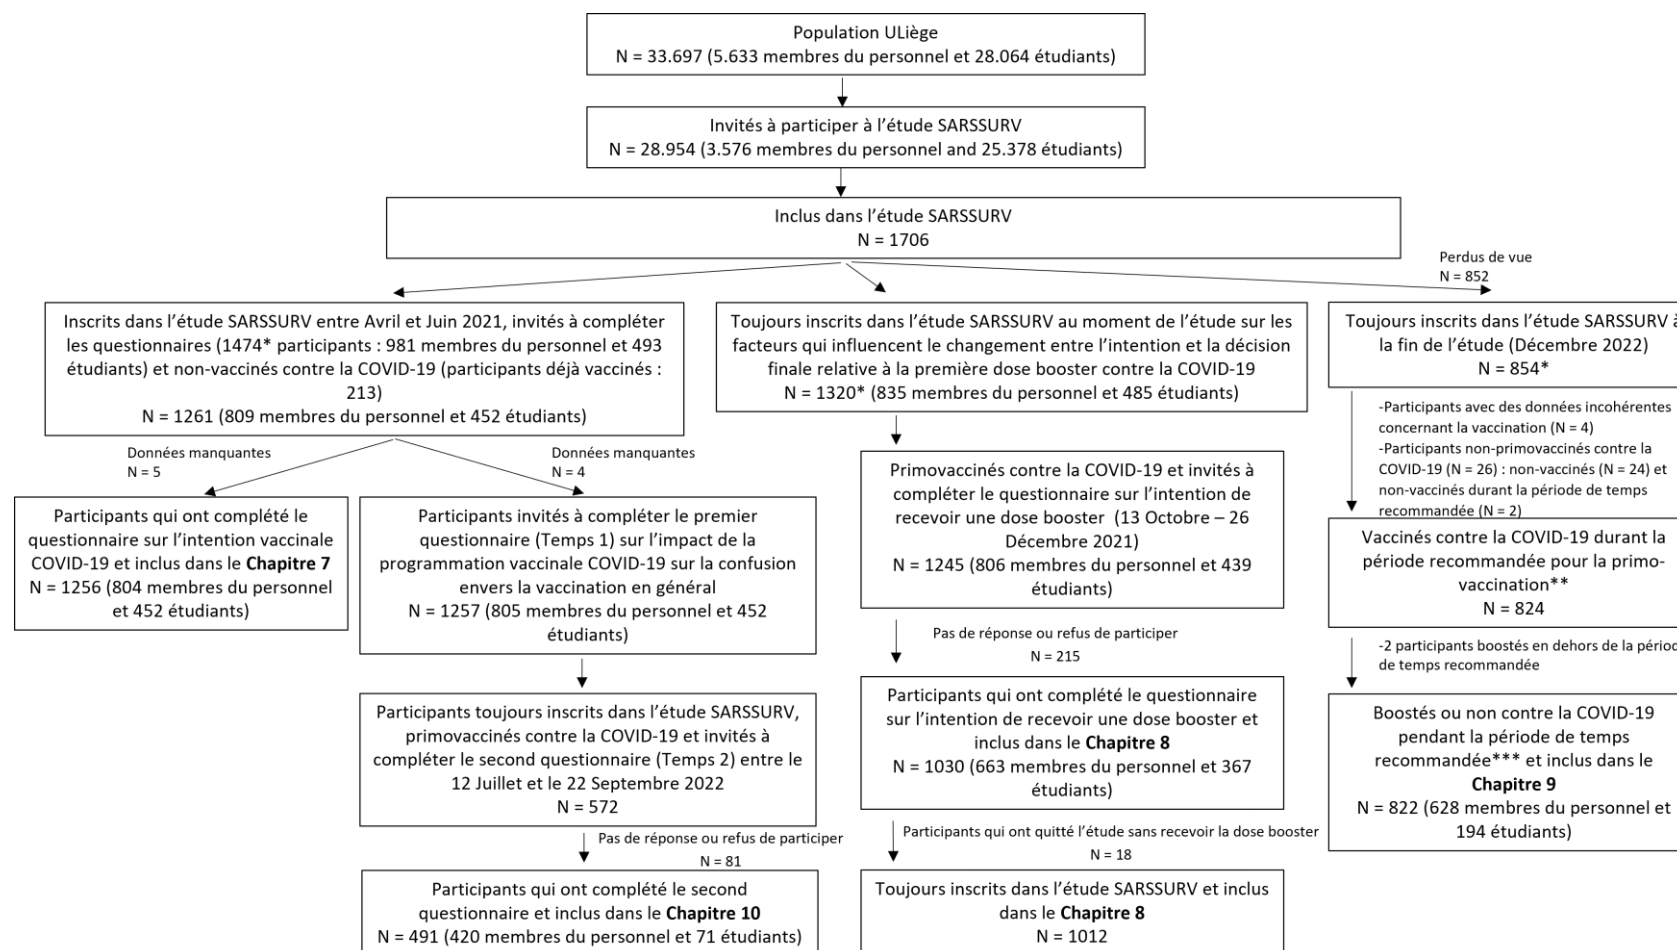 Population ULiège
N = 33.697 (5.633 membres du personnel et 28.064 étudiants)
Invités à participer à l'étude SARSSURV
N = 28.954 (3.576 membres du personnel and 25.378 étudiants)
Inclus dans l'étude SARSSURV
N = 1706
Perdus de vue
N = 852
Inscrits dans l'étude SARSSURV entre Avril et Juin 2021, invités à compléter
les questionnaires (1474* participants : 981 membres du personnel et 493
étudiants) et non-vaccinés contre la COVID-19 (participants déjà vaccinés :
213)
N = 1261 (809 membres du personnel et 452 étudiants)
Données manquantes
N = 5
Données manquantes
N = 4
Participants qui ont complété le
questionnaire sur l'intention vaccinale
COVID-19 et inclus dans le Chapitre 7
N = 1256 (804 membres du personnel
et 452 étudiants)
Participants invités à compléter le premier
questionnaire (Temps 1) sur l'impact de la
programmation vaccinale COVID-19 sur la confusion
envers la vaccination en général
N = 1257 (805 membres du personnel et 452
étudiants)
Participants toujours inscrits dans l'étude SARSSURV,
primovaccinés contre la COVID-19 et invités à
compléter le second questionnaire (Temps 2) entre le
12 Juillet et le 22 Septembre 2022
N = 572
Pas de réponse ou refus de participer
N = 81
Participants qui ont complété le second
questionnaire et inclus dans le Chapitre 10
N = 491 (420 membres du personnel et 71 étudiants)
Toujours inscrits dans l'étude SARSSURV au moment de l'étude sur les
facteurs qui influencent le changement entre l'intention et la décision
finale relative à la première dose booster contre la COVID-19
N = 1320* (835 membres du personnel et 485 étudiants)
Primovaccinés contre la COVID-19 et invités à
compléter le questionnaire sur l'intention de
recevoir une dose booster (13 Octobre – 26
Décembre 2021)
N = 1245 (806 membres du personnel et 439
étudiants)
Pas de réponse ou refus de participer
N = 215
Participants qui ont complété le questionnaire
sur l'intention de recevoir une dose booster et
inclus dans le Chapitre 8
N = 1030 (663 membres du personnel et 367
étudiants)
Participants qui ont quitté l'étude sans recevoir la dose booster
N = 18
Toujours inscrits dans l'étude SARSSURV et inclus
dans le Chapitre 8
N = 1012
Toujours inscrits dans l'étude SARSSURV à
la fin de l'étude (Décembre 2022)
N = 854*
-Participants avec des données incohérentes
concernant la vaccination (N = 4)
-Participants non-primovaccinés contre la
COVID-19 (N = 26) : non-vaccinés (N = 24) et
non-vaccinés durant la période de temps
recommandée (N = 2)
Vaccinés contre la COVID-19 durant la
période recommandée pour la primo-
vaccination**
N = 824
-2 participants boostés en dehors de la périod
de temps recommandée
Boostés ou non contre la COVID-19
pendant la période de temps
recommandée*** et inclus dans le
Chapitre 9
N = 822 (628 membres du personnel et
194 étudiants)